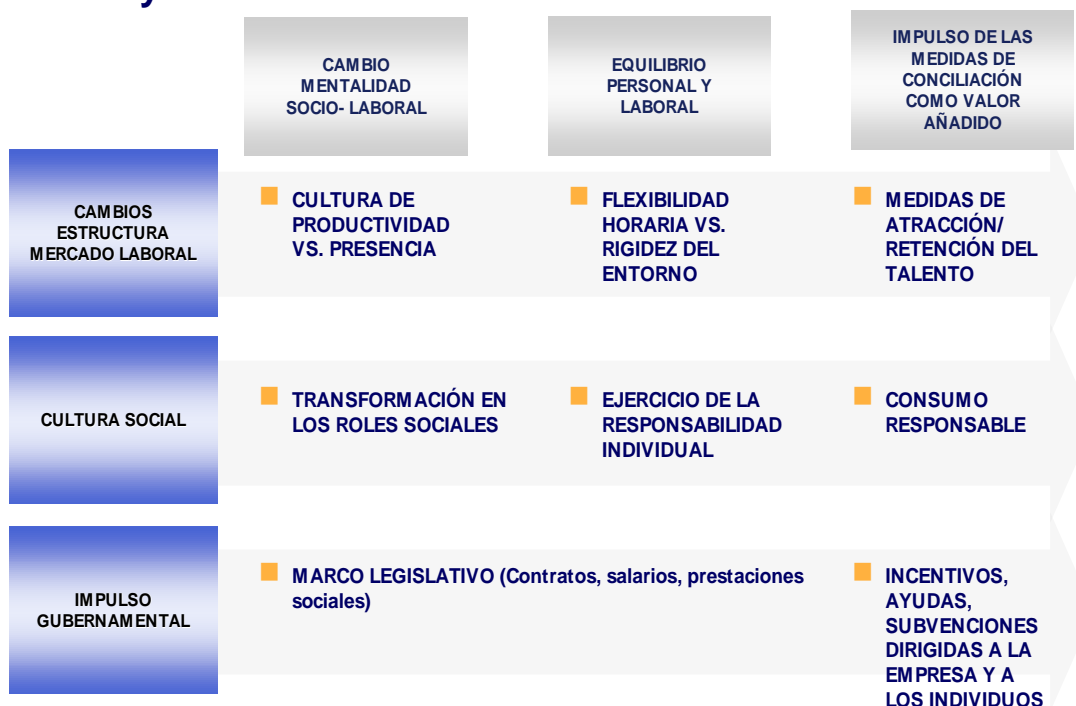 y
CAMBIO
MENTALIDAD
SOCIO- LABORAL
EQUILIBRIO
PERSONAL Y
LABORAL
IMPULSO DE LAS
MEDIDAS DE
CONCILIACIÓN
COMO VALOR
AÑADIDO
CAMBIOS
ESTRUCTURA
MERCADO LABORAL
CULTURA DE
PRODUCTIVIDAD
VS. PRESENCIA
FLEXIBILIDAD
HORARIA VS.
RIGIDEZ DEL
ENTORNO
MEDIDAS DE
ATRACCIÓN/
RETENCIÓN DEL
TALENTO
CULTURA SOCIAL
TRANSFORMACIÓN EN
LOS ROLES SOCIALES
EJERCICIO DE LA
RESPONSABILIDAD
INDIVIDUAL
CONSUMO
RESPONSABLE
IMPULSO
GUBERNAMENTAL
MARCO LEGISLATIVO (Contratos, salarios, prestaciones
sociales)
INCENTIVOS,
AYUDAS,
SUBVENCIONES
DIRIGIDAS A LA
EMPRESA Y A
LOS INDIVIDUOS